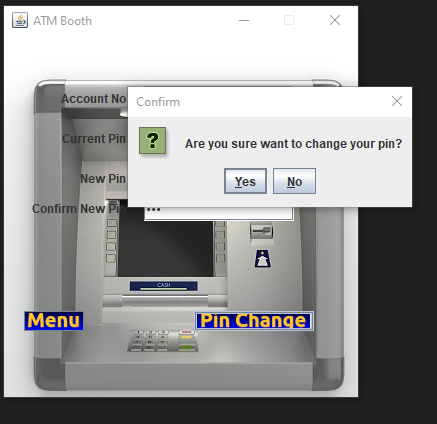 ATM Booth
Confirm
Account No
Are you sure want to change your pin?
Current Pin
New Pin
Yes No
Confirm New Pin
CASH
Menu
Pin Change